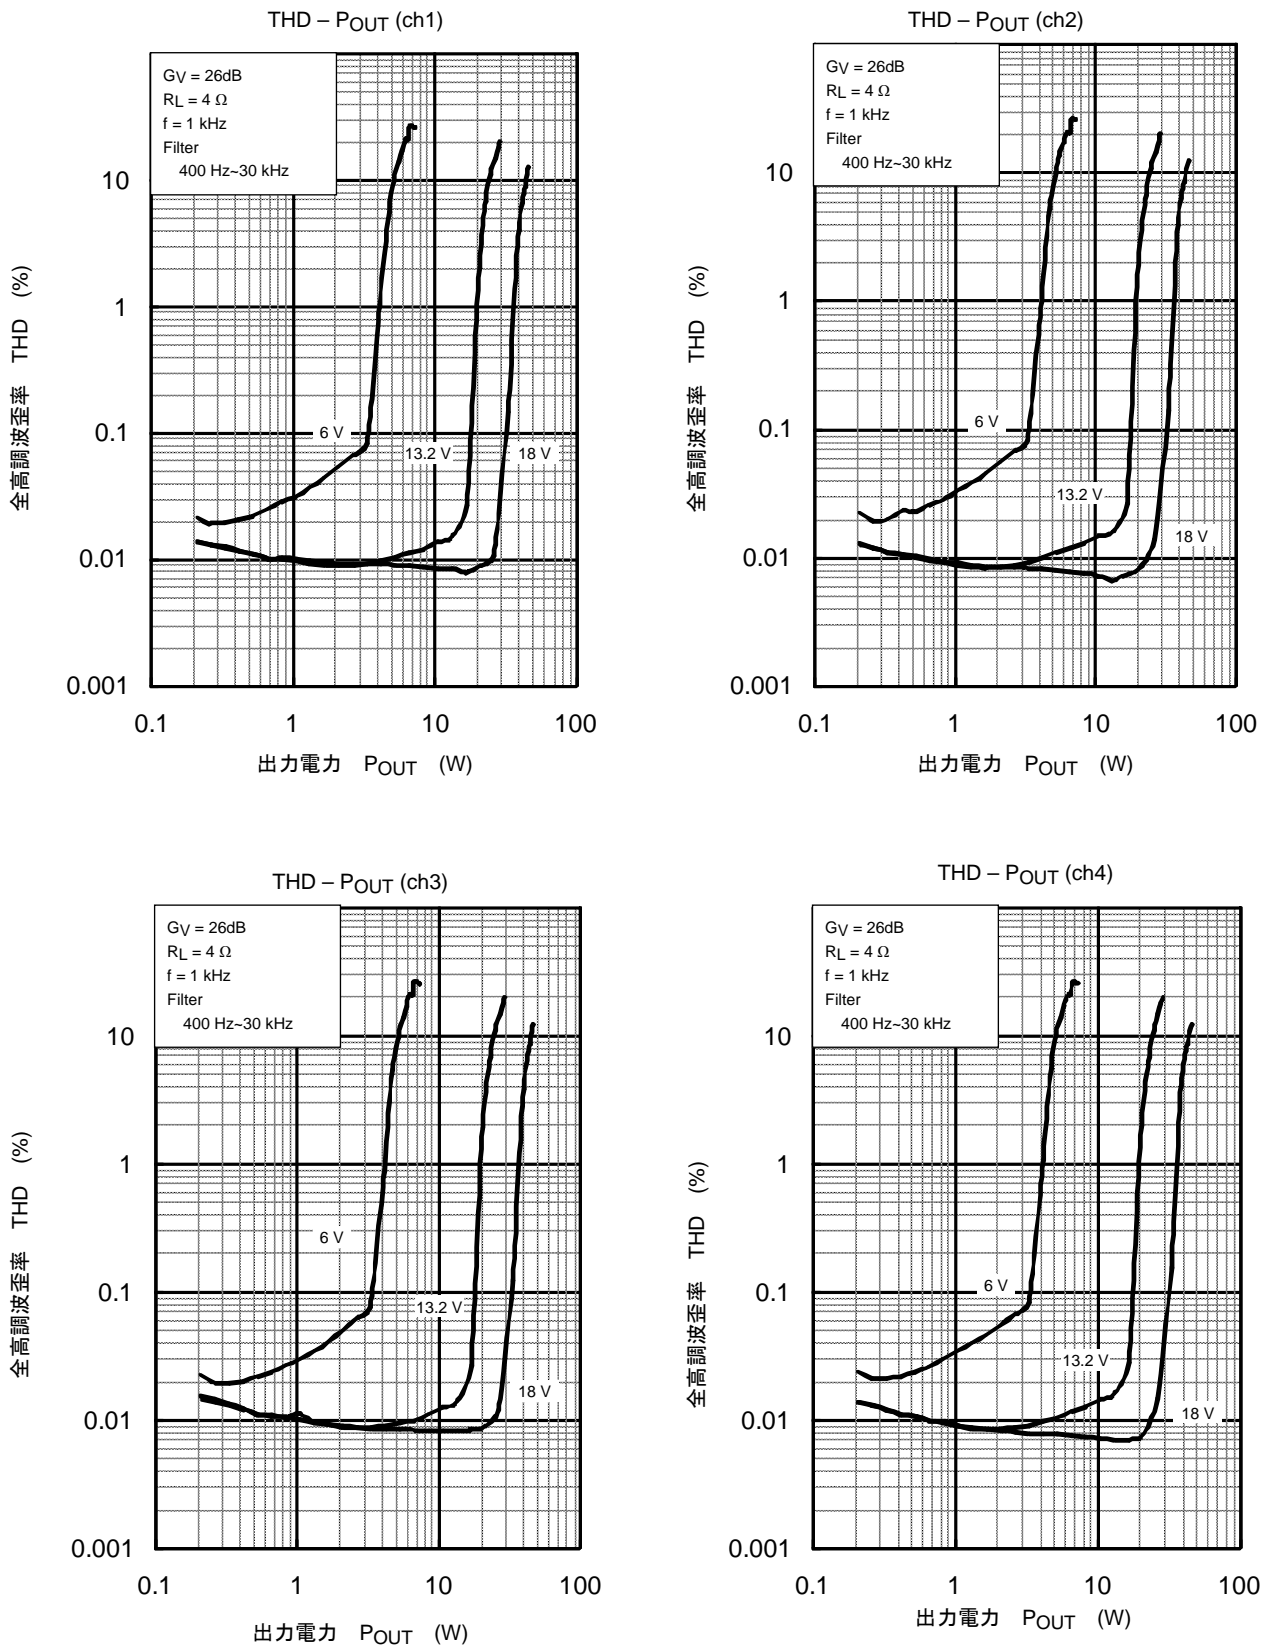 THD – POUT (ch1)
GV = 26dB
RL = 4 Ω
f = 1 kHz
Filter
400 Hz~30 kHz
10
1
0.1
0.01
0.001
全高調波歪率 THD (%)
6 V
13.2 V
18 V
0.1 1 10 100
出力電力 POUT (W)
THD – POUT (ch2)
GV = 26dB
RL = 4 Ω
f = 1 kHz
Filter
400 Hz~30 kHz
10
1
0.1
0.01
0.001
全高調波歪率 THD (%)
6 V
13.2 V
18 V
0.1 1 10 100
出力電力 POUT (W)
THD – POUT (ch3)
GV = 26dB
RL = 4 Ω
f = 1 kHz
Filter
400 Hz~30 kHz
10
1
0.1
0.01
0.001
全高調波歪率 THD (%)
6 V
13.2 V
18 V
0.1 1 10 100
出力電力 POUT (W)
THD – POUT (ch4)
GV = 26dB
RL = 4 Ω
f = 1 kHz
Filter
400 Hz~30 kHz
10
1
0.1
0.01
0.001
全高調波歪率 THD (%)
6 V
13.2 V
18 V
0.1 1 10 100
出力電力 POUT (W)